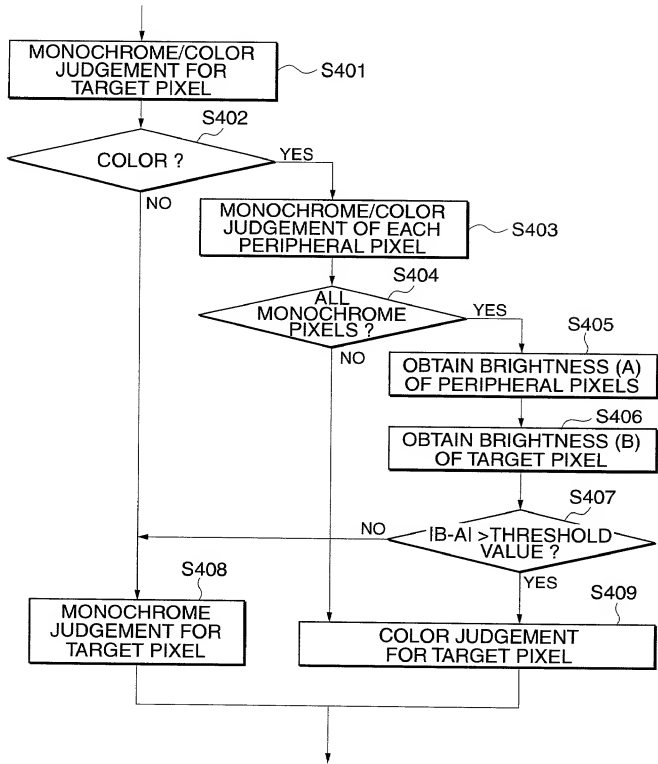 MONOCHROME/COLOR
JUDGEMENT FOR
TARGET PIXEL
S401
S402
COLOR ?
YES
NO
MONOCHROME/COLOR
JUDGEMENT OF EACH
PERIPHERAL PIXEL
S403
S404
ALL
MONOCHROME
PIXELS ?
YES
NO
S405
OBTAIN BRIGHTNESS (A)
OF PERIPHERAL PIXELS
S406
OBTAIN BRIGHTNESS (B)
OF TARGET PIXEL
S407
|B-A| >THRESHOLD
VALUE ?
NO
YES
S408
MONOCHROME
JUDGEMENT FOR
TARGET PIXEL
S409
COLOR JUDGEMENT
FOR TARGET PIXEL